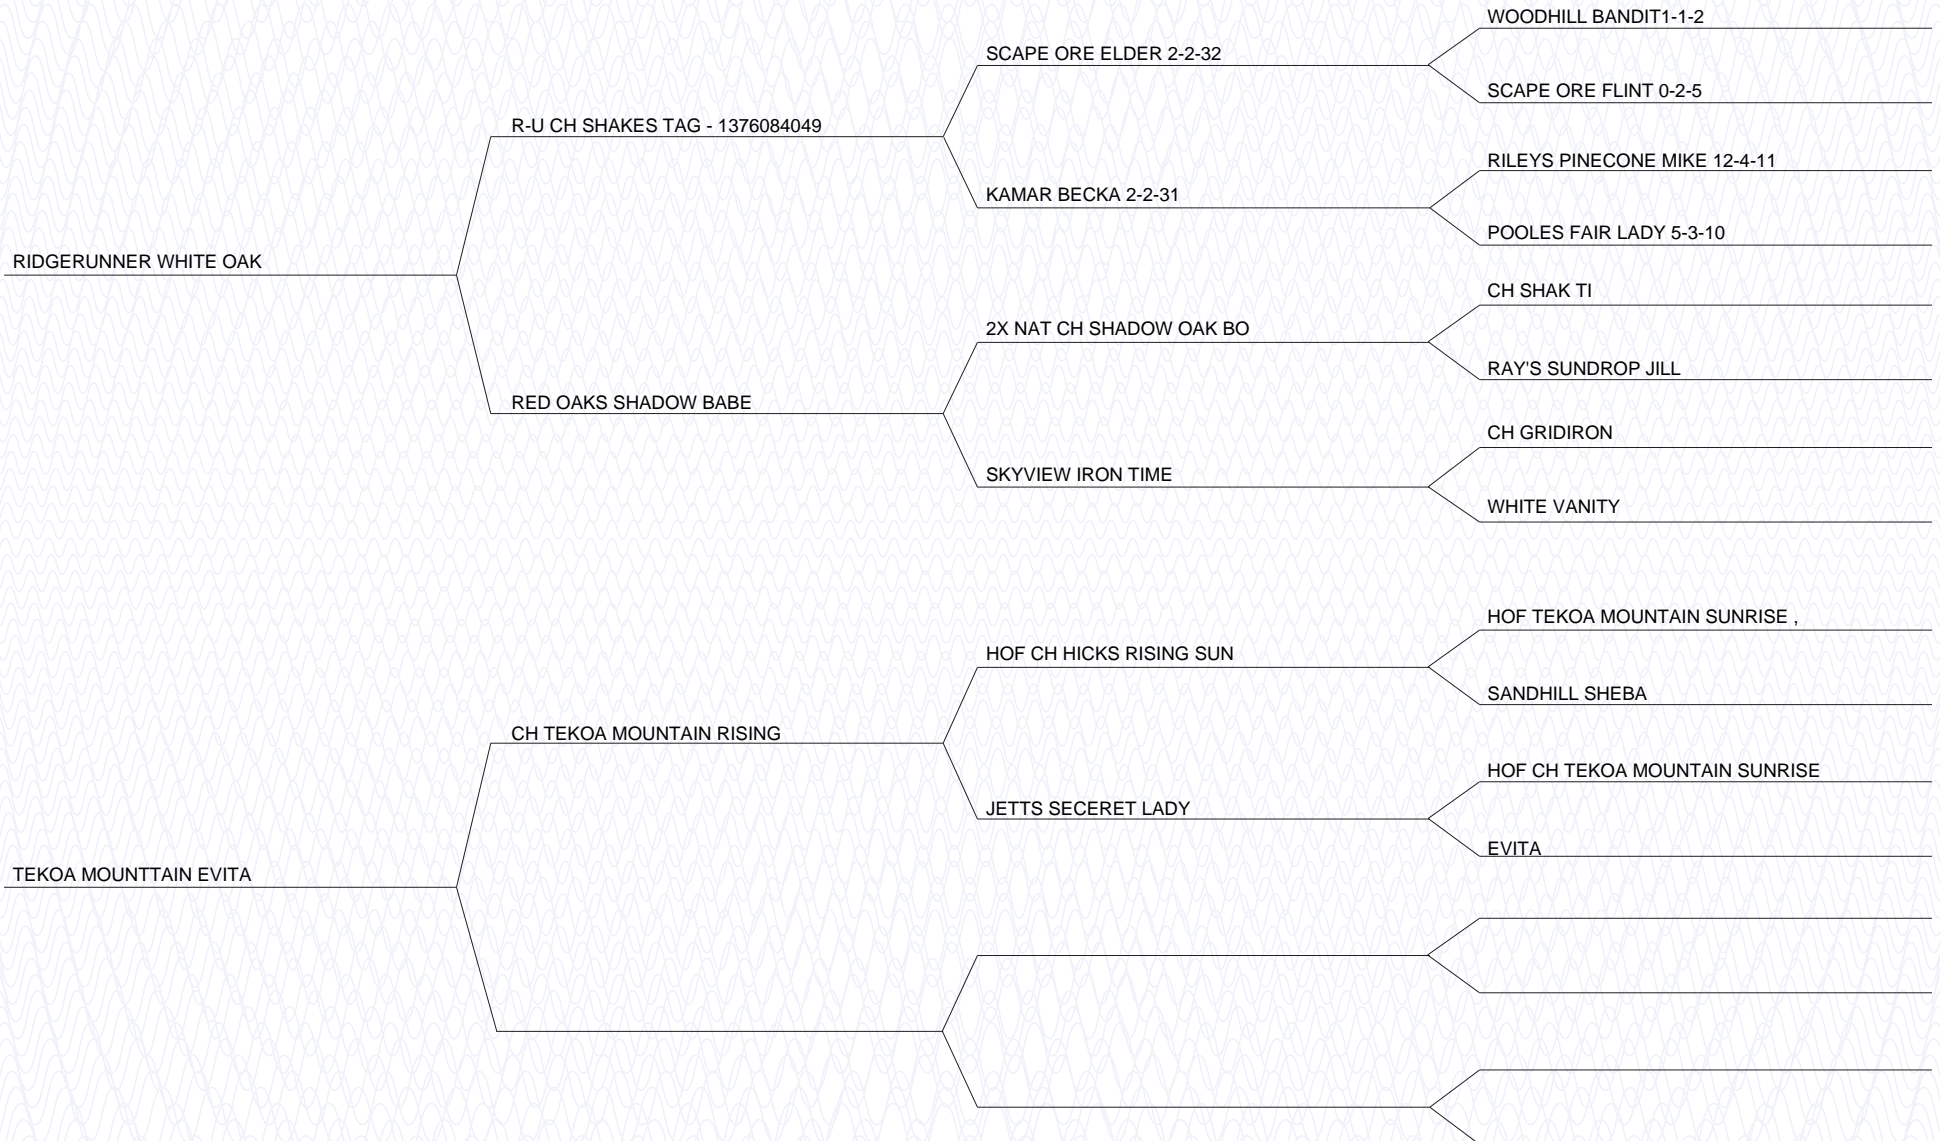 WOODHILL BANDIT1-1-2
SCAPE ORE ELDER 2-2-32
SCAPE ORE FLINT 0-2-5
R-U CH SHAKES TAG - 1376084049
RILEYS PINECONE MIKE 12-4-11
KAMAR BECKA 2-2-31
POOLES FAIR LADY 5-3-10
RIDGERUNNER WHITE OAK
CH SHAK TI
2X NAT CH SHADOW OAK BO
RAY'S SUNDROP JILL
RED OAKS SHADOW BABE
CH GRIDIRON
SKYVIEW IRON TIME
WHITE VANITY
HOF TEKOA MOUNTAIN SUNRISE ,
HOF CH HICKS RISING SUN
SANDHILL SHEBA
CH TEKOA MOUNTAIN RISING
HOF CH TEKOA MOUNTAIN SUNRISE
JETTS SECERET LADY
EVITA
TEKOA MOUNTTAIN EVITA